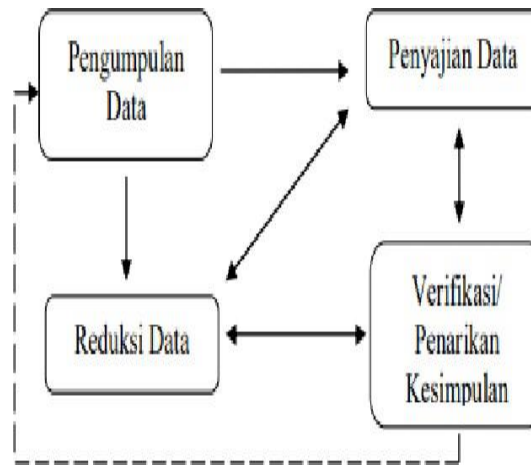 Pengumpulan
Data
Penyajian Data
Reduksi Data
Verifikasi/
Penarikan
Kesimpulan